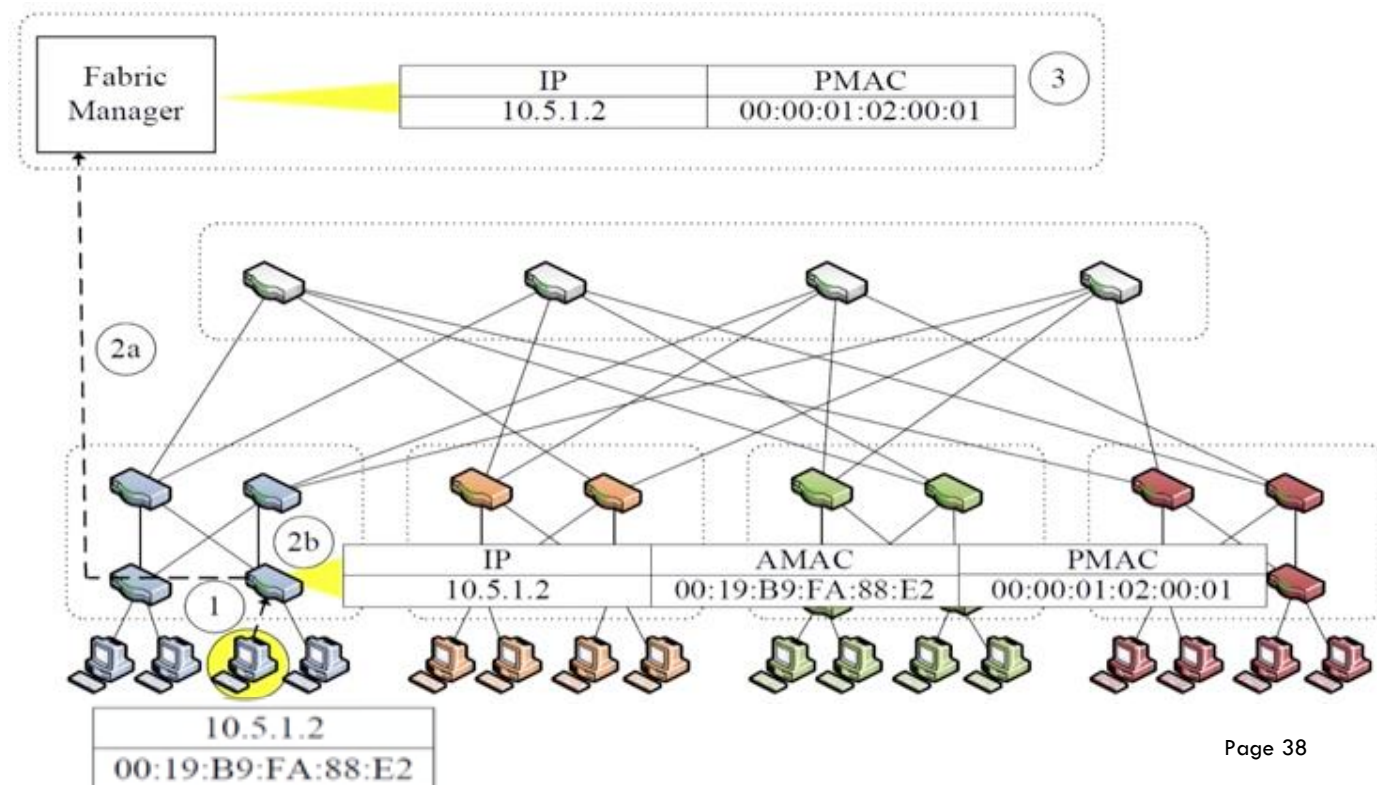 Fabric
Manager
IP PMAC
10.5.1.2 00:00:01:02:00:01
3
2a
2b
IP AMAC PMAC
10.5.1.2 00:19:B9:FA:88:E2 00:00:01:02:00:01
1
10.5.1.2
00:19:B9:FA:88:E2
Page 38